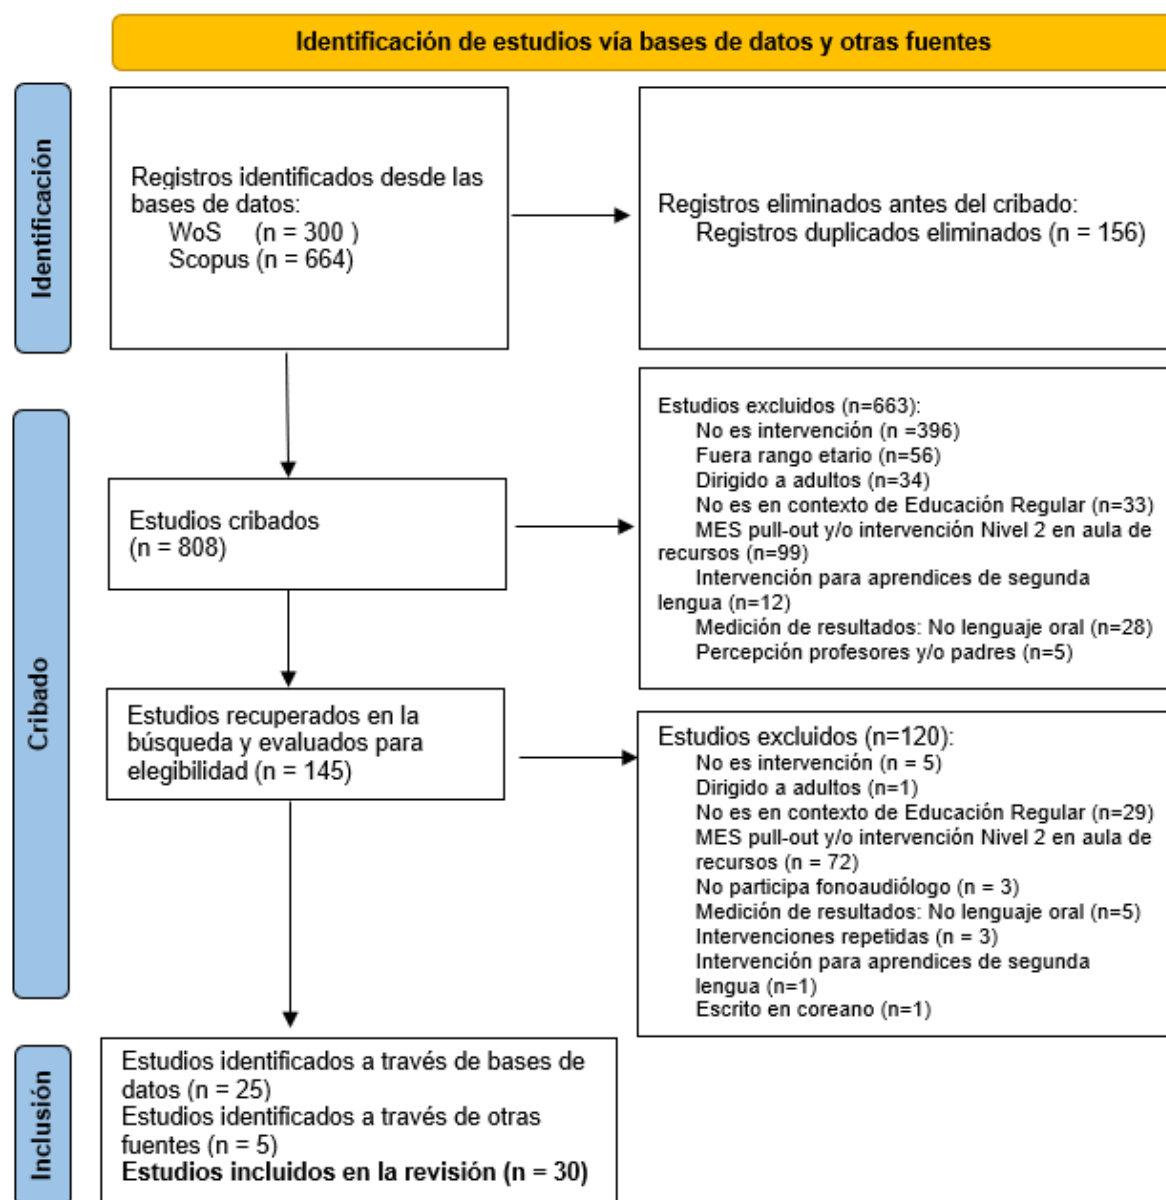 Identificación de estudios vía bases de datos y otras fuentes
Identificación
Registros identificados desde las
bases de datos:
WoS (n = 300 )
Scopus (n = 664)
Registros eliminados antes del cribado:
Registros duplicados eliminados (n = 156)
Cribado
Estudios cribados
(n = 808)
Estudios excluidos (n=663):
No es intervención (n =396)
Fuera rango etario (n=56)
Dirigido a adultos (n=34)
No es en contexto de Educación Regular (n=33)
MES pull-out y/o intervención Nivel 2 en aula de
recursos (n=99)
Intervención para aprendices de segunda
lengua (n=12)
Medición de resultados: No lenguaje oral (n=28)
Percepción profesores y/o padres (n=5)
Estudios recuperados en la
búsqueda y evaluados para
elegibilidad (n = 145)
Estudios excluidos (n=120):
No es intervención (n = 5)
Dirigido a adultos (n=1)
No es en contexto de Educación Regular (n=29)
MES pull-out y/o intervención Nivel 2 en aula de
recursos (n = 72)
No participa fonoaudiólogo (n = 3)
Medición de resultados: No lenguaje oral (n=5)
Intervenciones repetidas (n = 3)
Intervención para aprendices de segunda
lengua (n=1)
Escrito en coreano (n=1)
Inclusión
Estudios identificados a través de bases de
datos (n = 25)
Estudios identificados a través de otras
fuentes (n = 5)
Estudios incluidos en la revisión (n = 30)